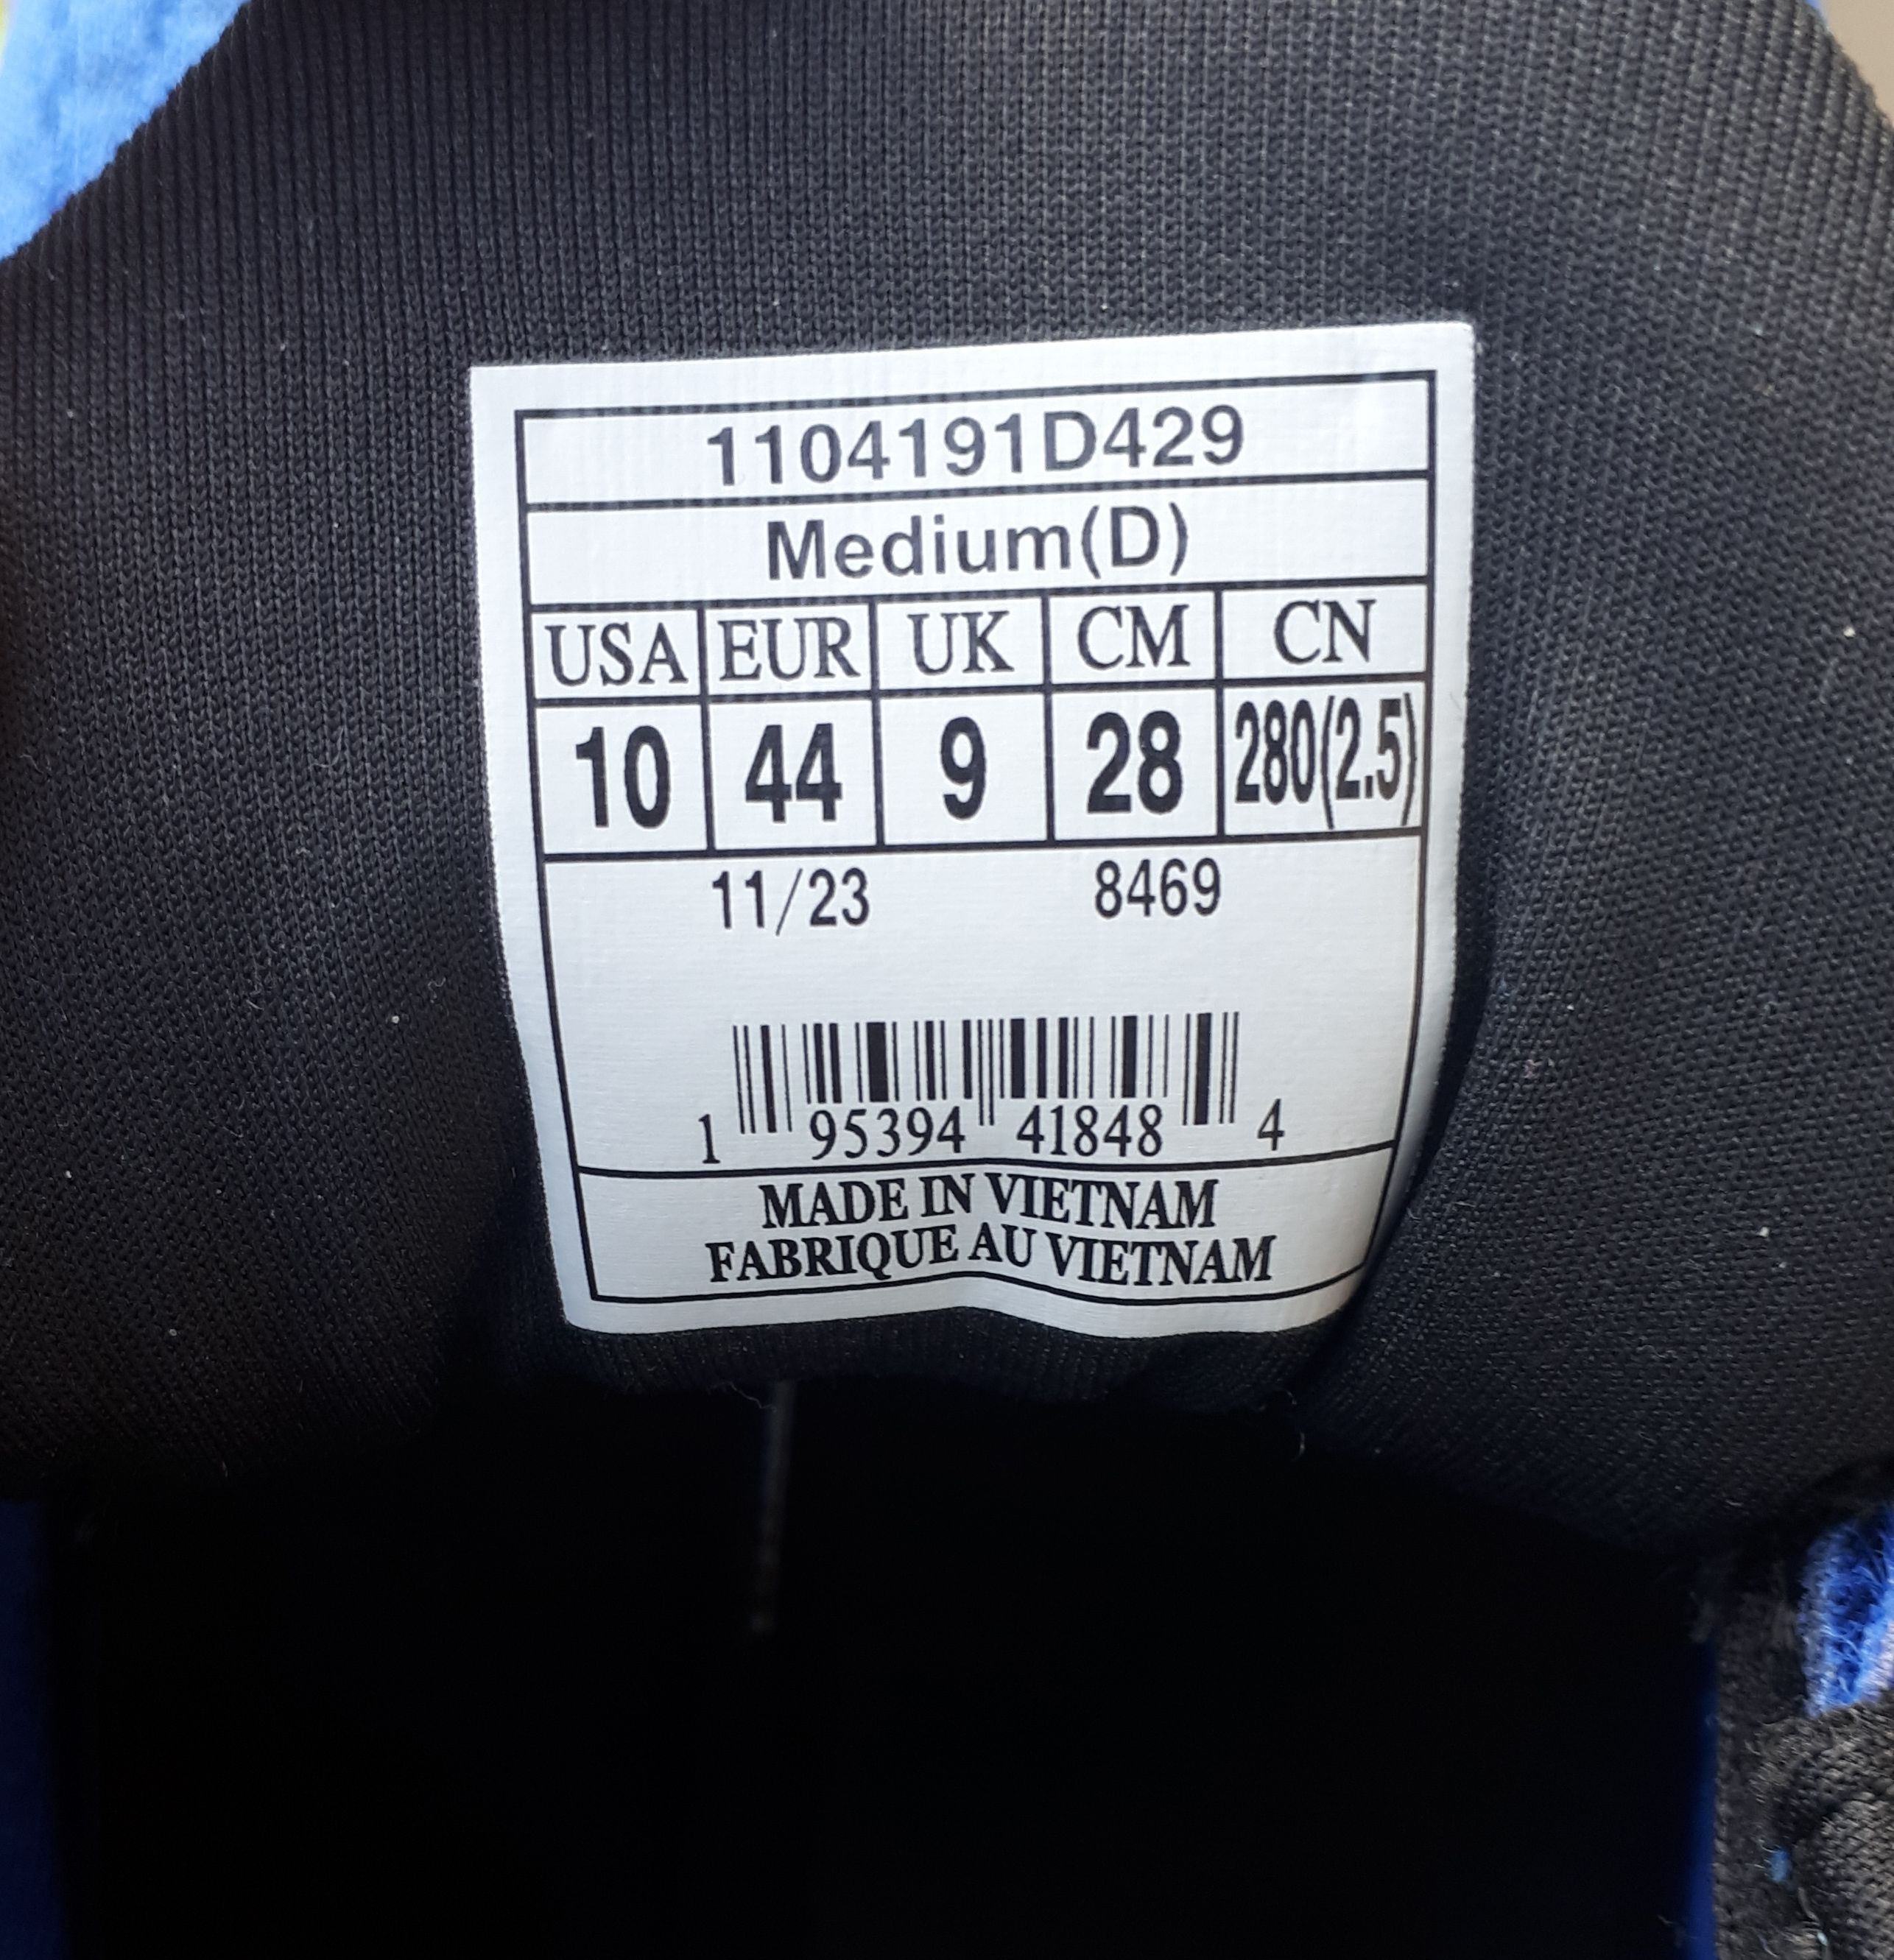 1104191D429
Medium(D)
USA EUR UK CM CN
10 44 9 28 280(2.5)
11/23 8469
1 95394 41848 4
MADE IN VIETNAM
FABRIQUE AU VIETNAM